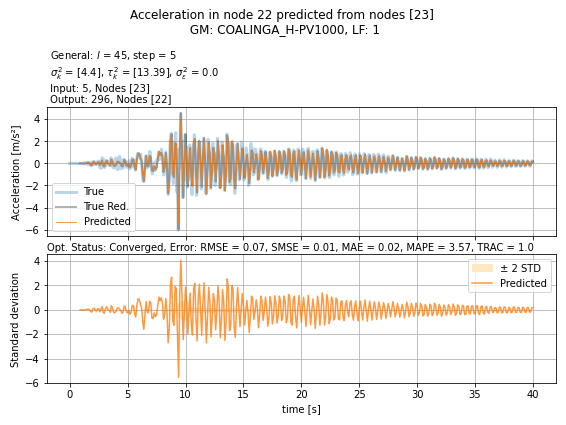 Acceleration in node 22 predicted from nodes [23]
GM: COALINGA_H-PV1000, LF: 1
General: l = 45, step = 5
σ²ₖ = [4.4], τ²ₖ = [13.39], σ²ε = 0.0
Input: 5, Nodes [23]
Output: 296, Nodes [22]
Acceleration [m/s²]
4
2
0
−2
−4
−6
True
True Red.
Predicted
Opt. Status: Converged, Error: RMSE = 0.07, SMSE = 0.01, MAE = 0.02, MAPE = 3.57, TRAC = 1.0
Standard deviation
4
2
0
−2
−4
−6
± 2 STD
Predicted
0 5 10 15 20 25 30 35 40
time [s]